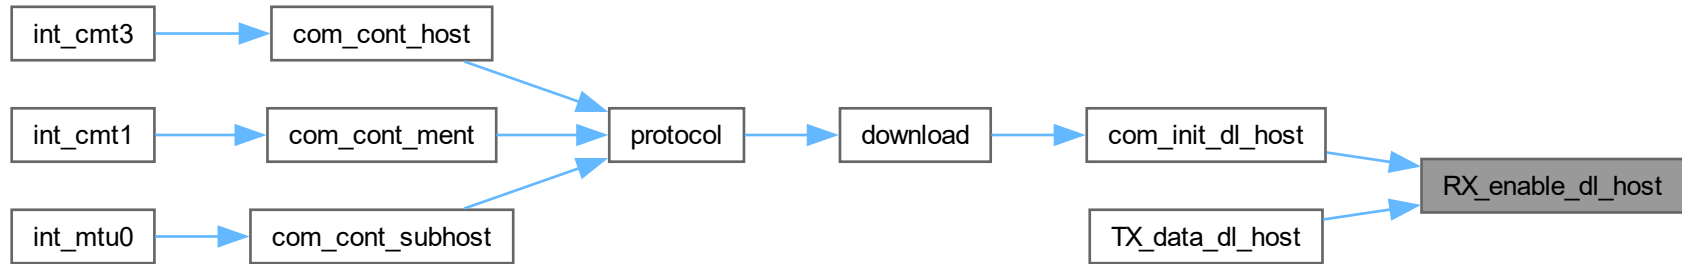 int_cmt3
com_cont_host
int_cmt1
com_cont_ment
protocol
download
com_init_dl_host
RX_enable_dl_host
int_mtu0
com_cont_subhost
TX_data_dl_host